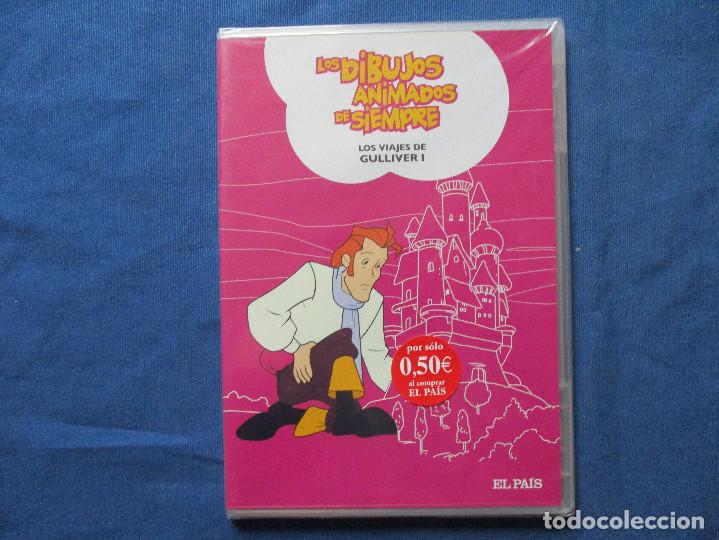 LOS DIBUJOS
ANIMADOS
DE SIEMPRE
LOS VIAJES DE
GULLIVER I
por sólo
0,50€
al comprar
EL PAÍS
EL PAÍS
todocoleccion